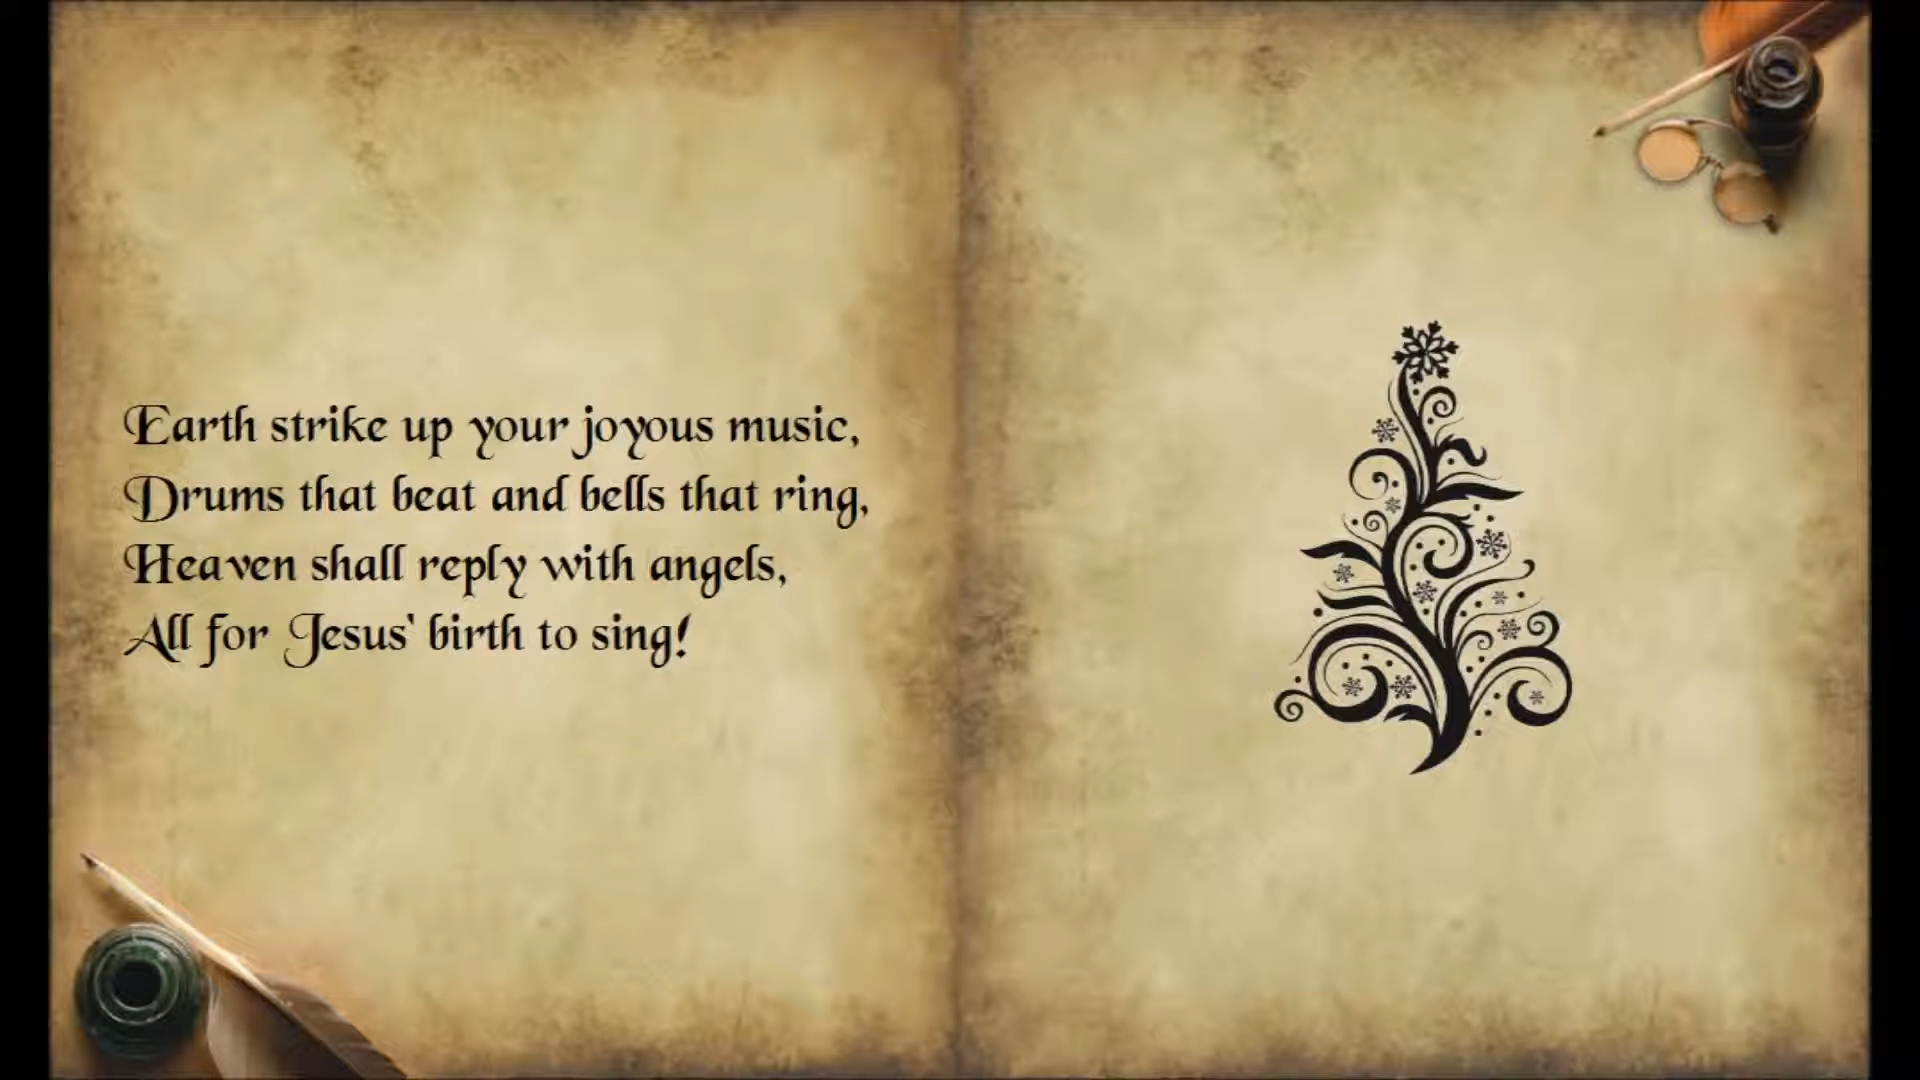 Earth strike up your joyous music,
Drums that beat and bells that ring,
Heaven shall reply with angels,
All for Jesus' birth to sing!